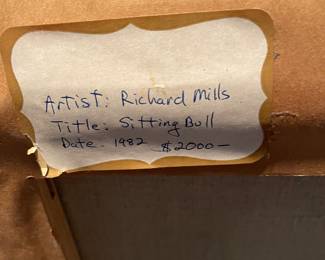 Artist: Richard Mills
Title: Sitting Bull
Date. 1982 $2000—